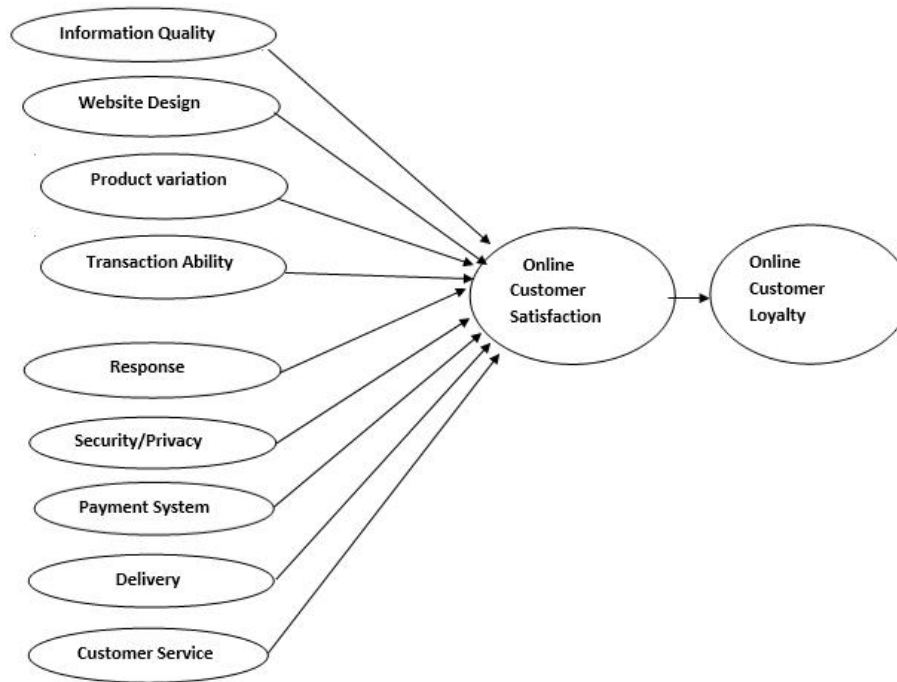 Information Quality
Website Design
Product variation
Transaction Ability
Response
Security/Privacy
Payment System
Delivery
Customer Service
Online
Customer
Satisfaction
Online
Customer
Loyalty